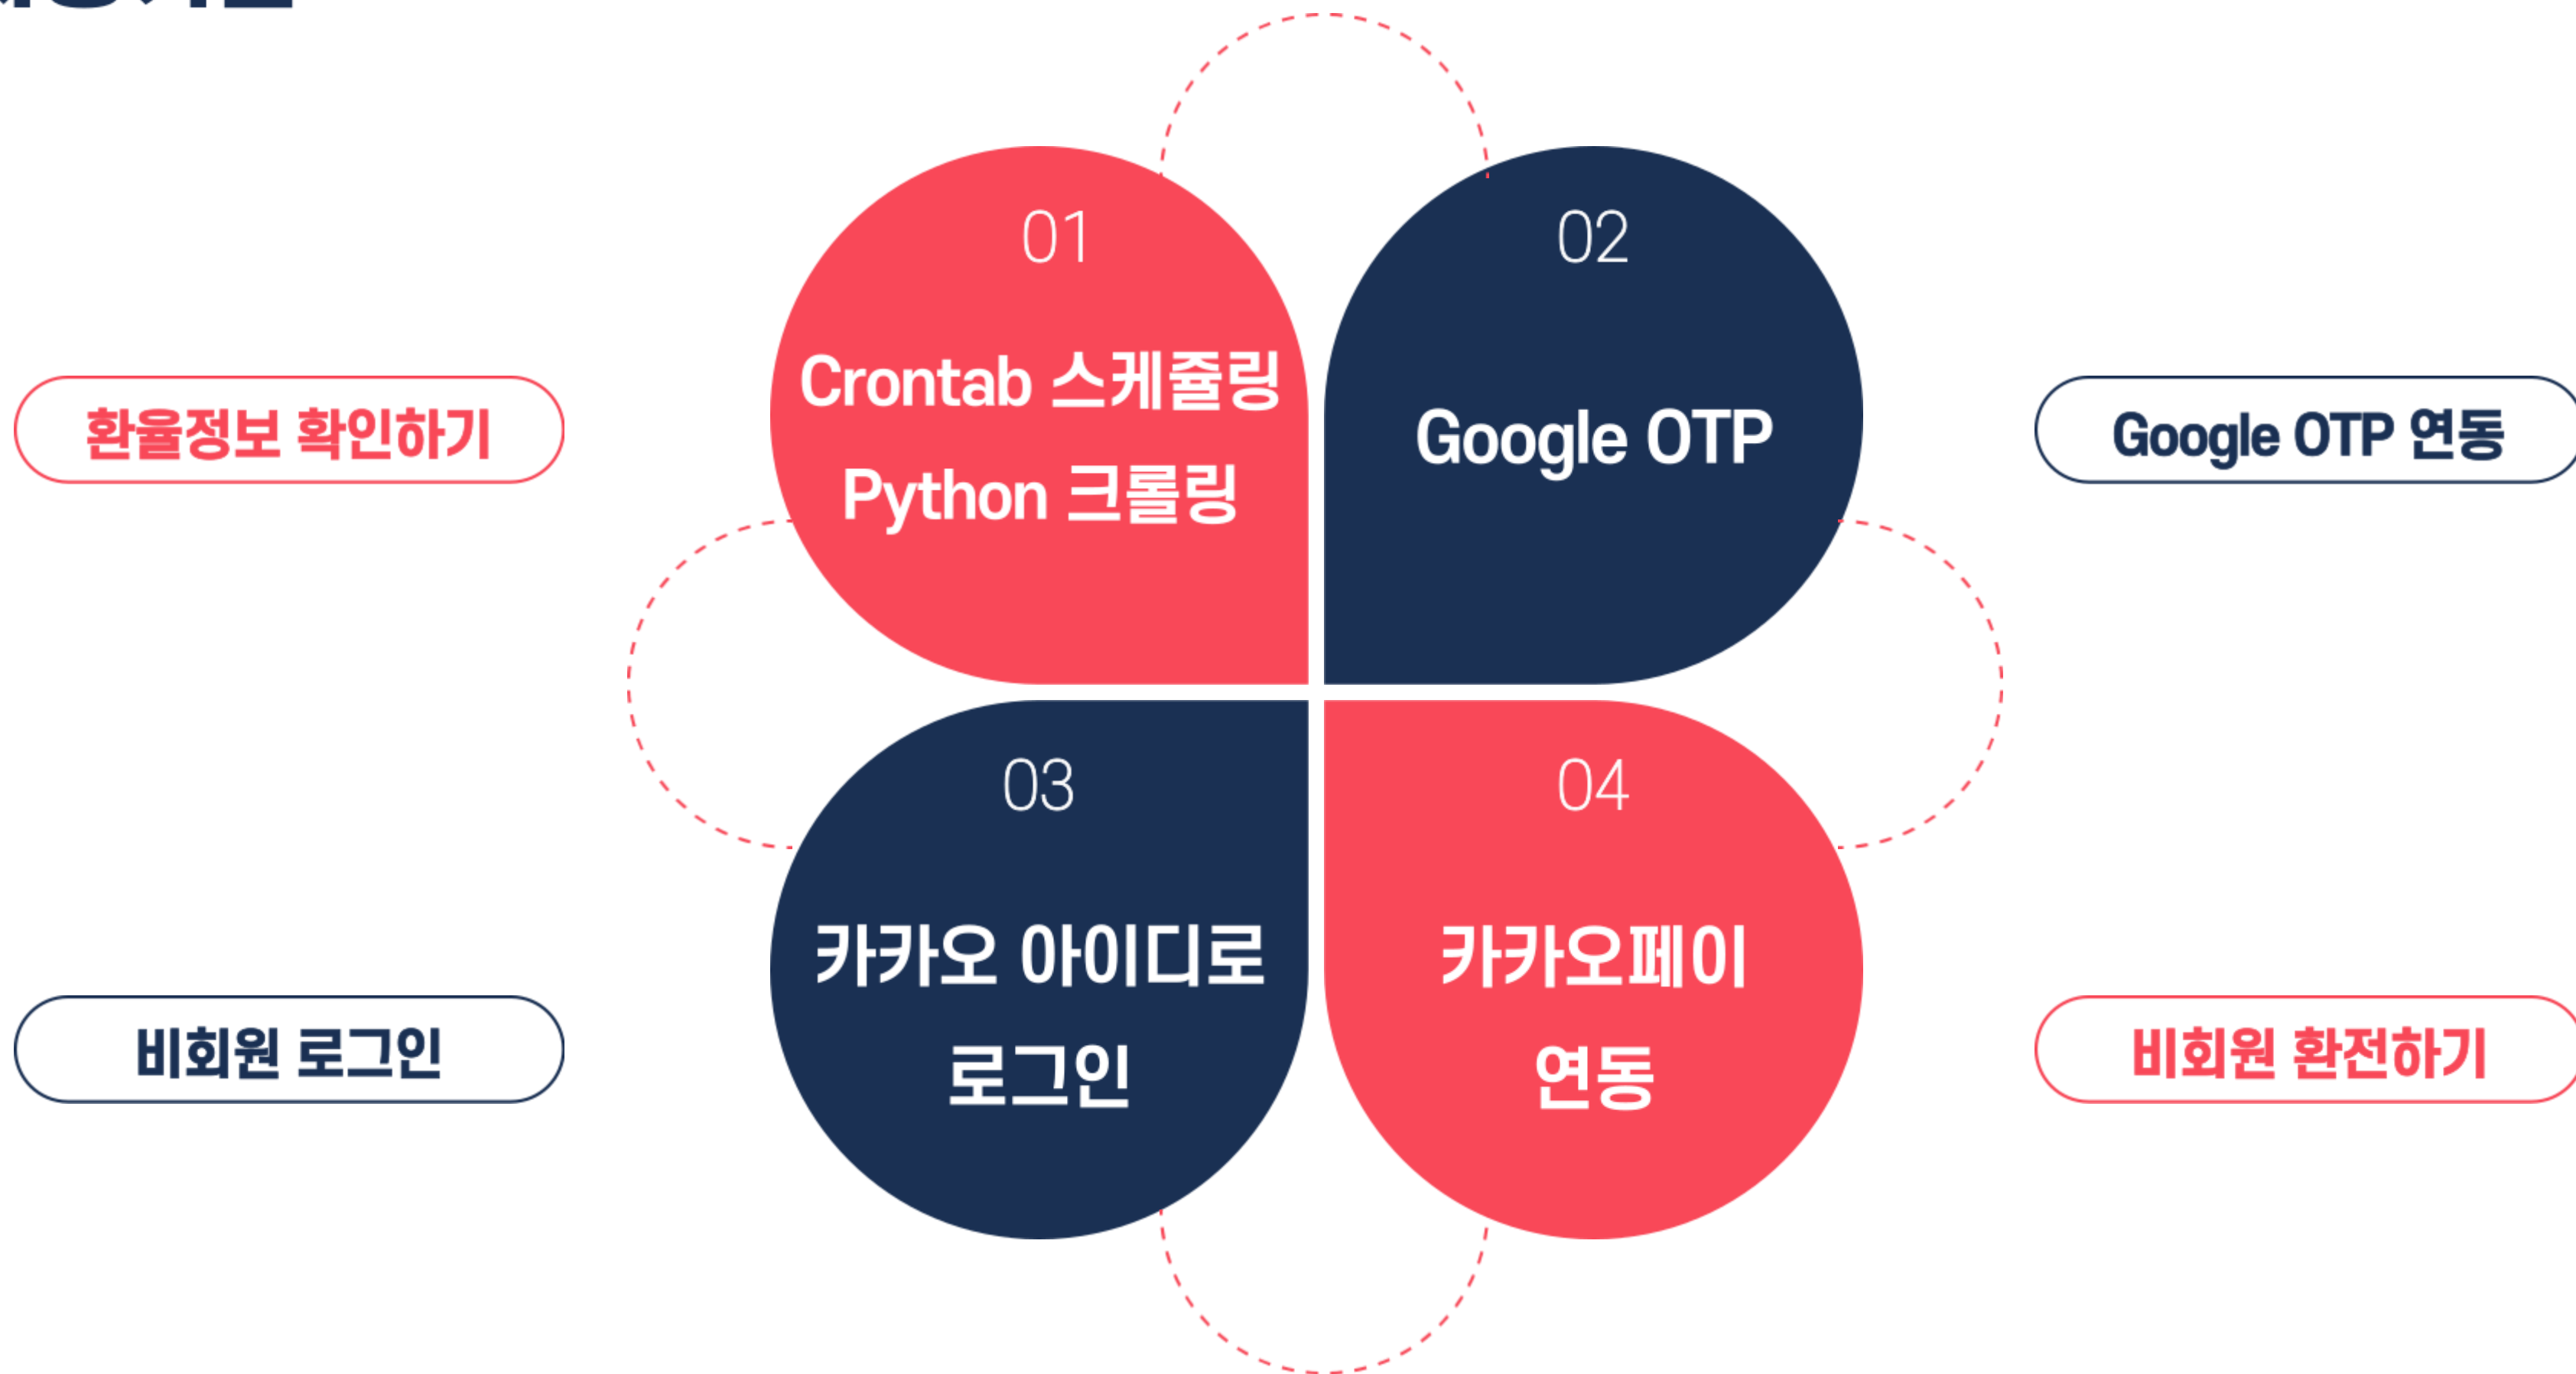 01
Crontab 스케쥴링
Python 크롤링
환율정보 확인하기
02
Google OTP
Google OTP 연동
03
카카오 아이디로
로그인
비회원 로그인
04
카카오페이
연동
비회원 환전하기